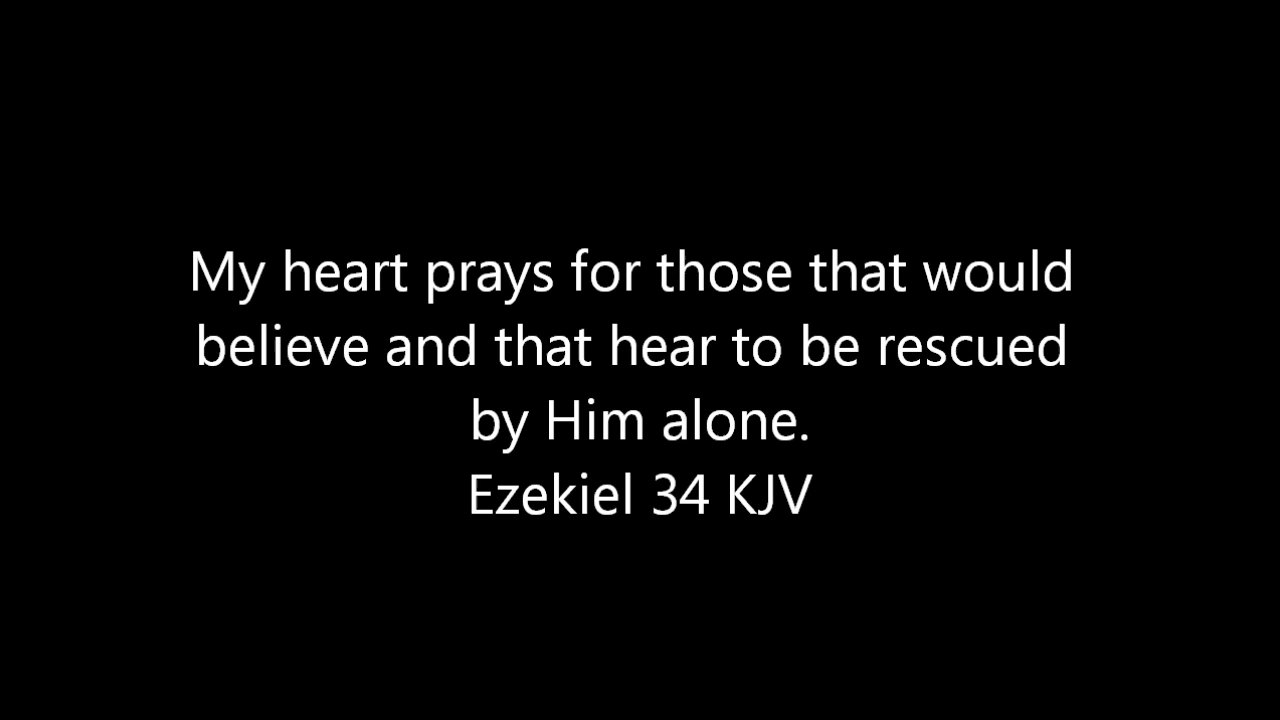 My heart prays for those that would
believe and that hear to be rescued
by Him alone.
Ezekiel 34 KJV